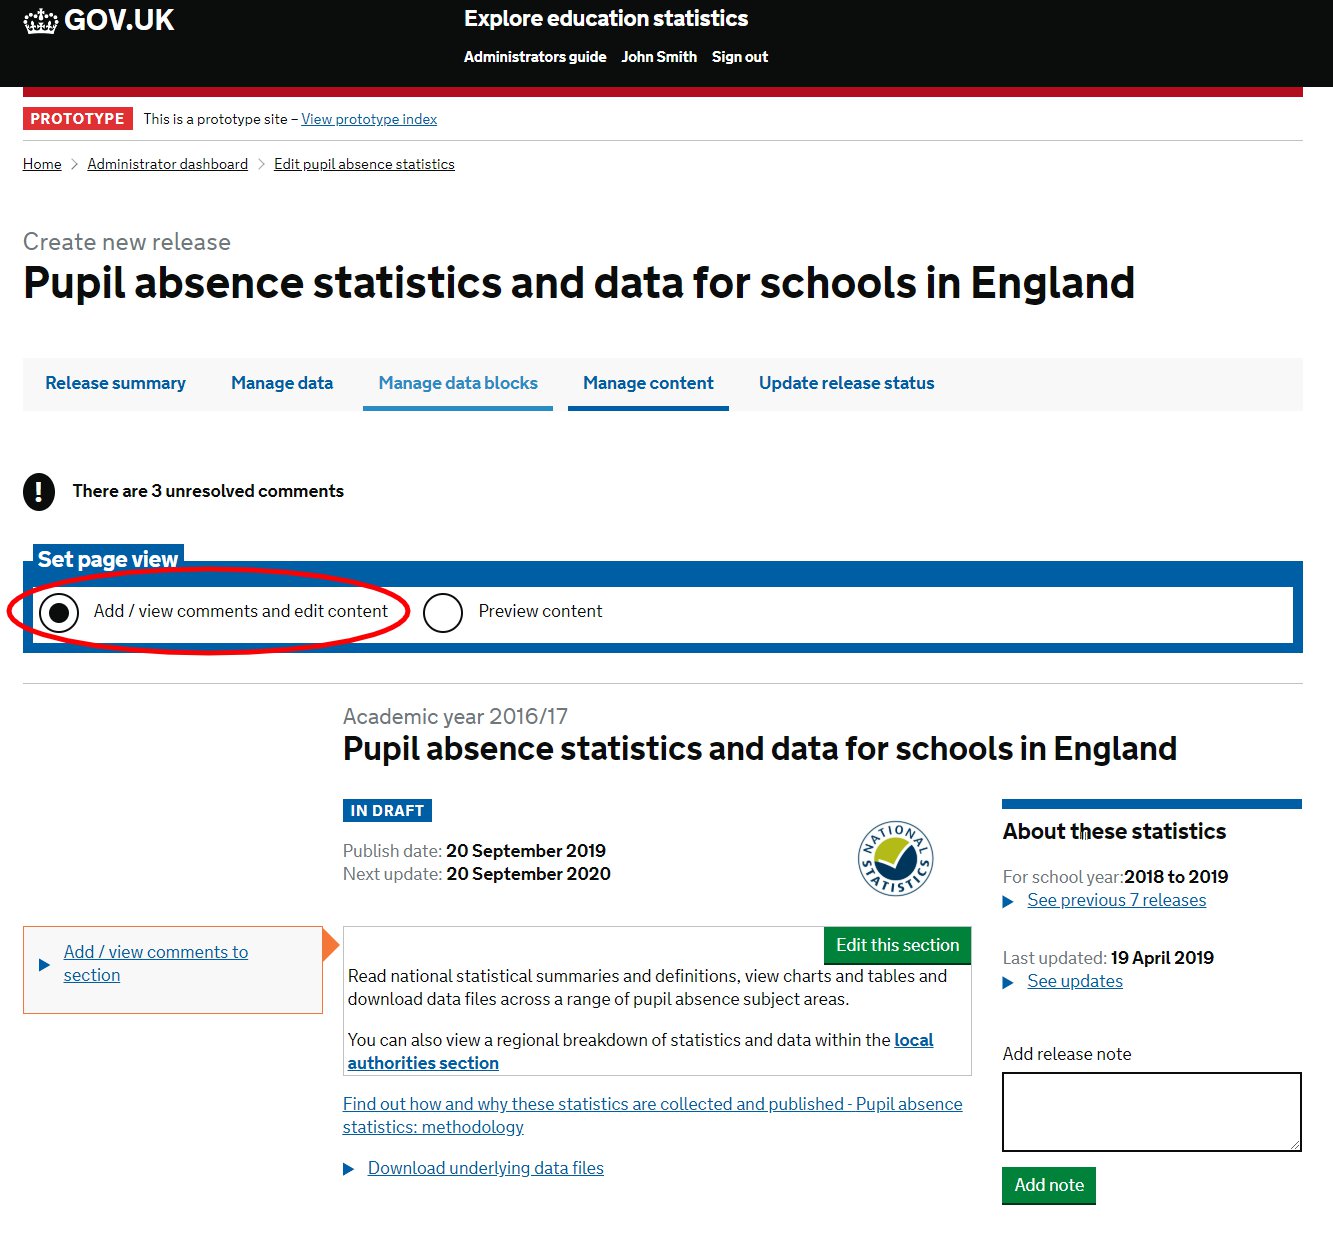 GOV.UK
Explore education statistics
Administrators guide John Smith Sign out
PROTOTYPE This is a prototype site – View prototype index
Home Administrator dashboard Edit pupil absence statistics
Create new release
Pupil absence statistics and data for schools in England
Release summary Manage data Manage data blocks Manage content Update release status
! There are 3 unresolved comments
Set page view
Add / view comments and edit content Preview content
Academic year 2016/17
Pupil absence statistics and data for schools in England
IN DRAFT
Publish date: 20 September 2019
Next update: 20 September 2020
NATIONAL STATISTICS
About these statistics
For school year:2018 to 2019
See previous 7 releases
Last updated: 19 April 2019
See updates
Add release note
Add note
Add / view comments to
section
Edit this section
Read national statistical summaries and definitions, view charts and tables and
download data files across a range of pupil absence subject areas.
You can also view a regional breakdown of statistics and data within the local
authorities section
Find out how and why these statistics are collected and published - Pupil absence
statistics: methodology
Download underlying data files